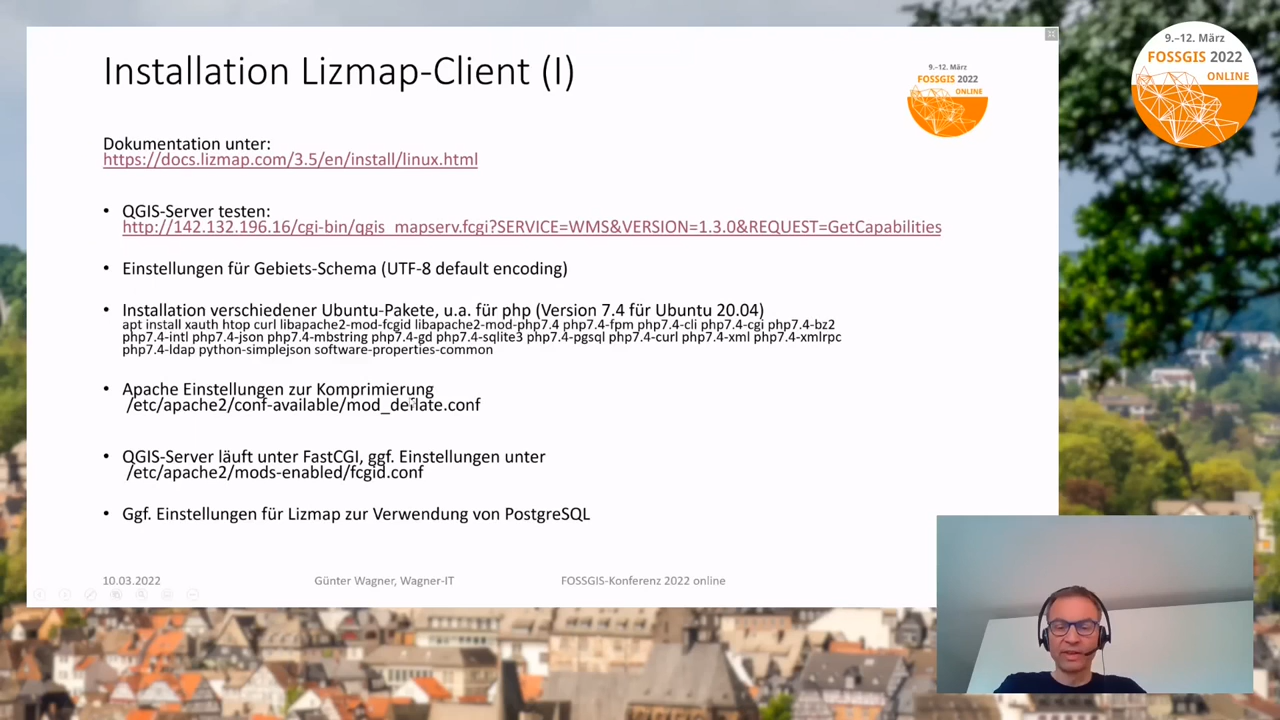 Installation Lizmap-Client (I)
9.–12. März
FOSSGIS 2022
ONLINE
9.–12. März
FOSSGIS 2022
ONLINE
Dokumentation unter:
https://docs.lizmap.com/3.5/en/install/linux.html
• QGIS-Server testen:
http://142.132.196.16/cgi-bin/qgis_mapserv.fcgi?SERVICE=WMS&VERSION=1.3.0&REQUEST=GetCapabilities
• Einstellungen für Gebiets-Schema (UTF-8 default encoding)
• Installation verschiedener Ubuntu-Pakete, u.a. für php (Version 7.4 für Ubuntu 20.04)
apt install xauth htop curl libapache2-mod-fcgid libapache2-mod-php7.4 php7.4-fpm php7.4-cli php7.4-cgi php7.4-bz2
php7.4-intl php7.4-json php7.4-mbstring php7.4-gd php7.4-sqlite3 php7.4-pgsql php7.4-curl php7.4-xml php7.4-xmlrpc
php7.4-ldap python-simplejson software-properties-common
• Apache Einstellungen zur Komprimierung
/etc/apache2/conf-available/mod_deflate.conf
• QGIS-Server läuft unter FastCGI, ggf. Einstellungen unter
/etc/apache2/mods-enabled/fcgid.conf
• Ggf. Einstellungen für Lizmap zur Verwendung von PostgreSQL
10.03.2022
Günter Wagner, Wagner-IT
FOSSGIS-Konferenz 2022 online